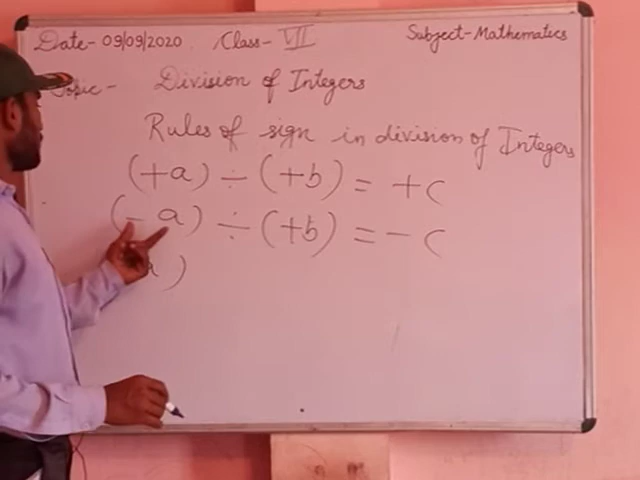 Date- 09/09/2020 Class- VII Subject- Mathematics
Topic- Division of Integers
Rules of sign in division of Integers
(+a) ÷ (+b) = +c
(-a) ÷ (+b) = -c
a)